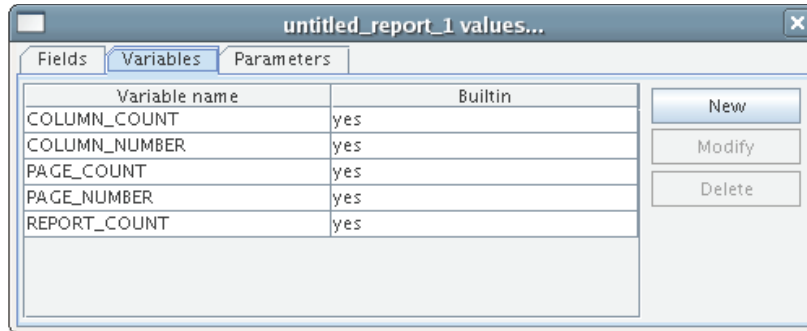 untitled_report_1 values...
Fields Variables Parameters
Variable name Builtin New
COLUMN_COUNT yes
COLUMN_NUMBER yes Modify
PAGE_COUNT yes
PAGE_NUMBER yes Delete
REPORT_COUNT yes